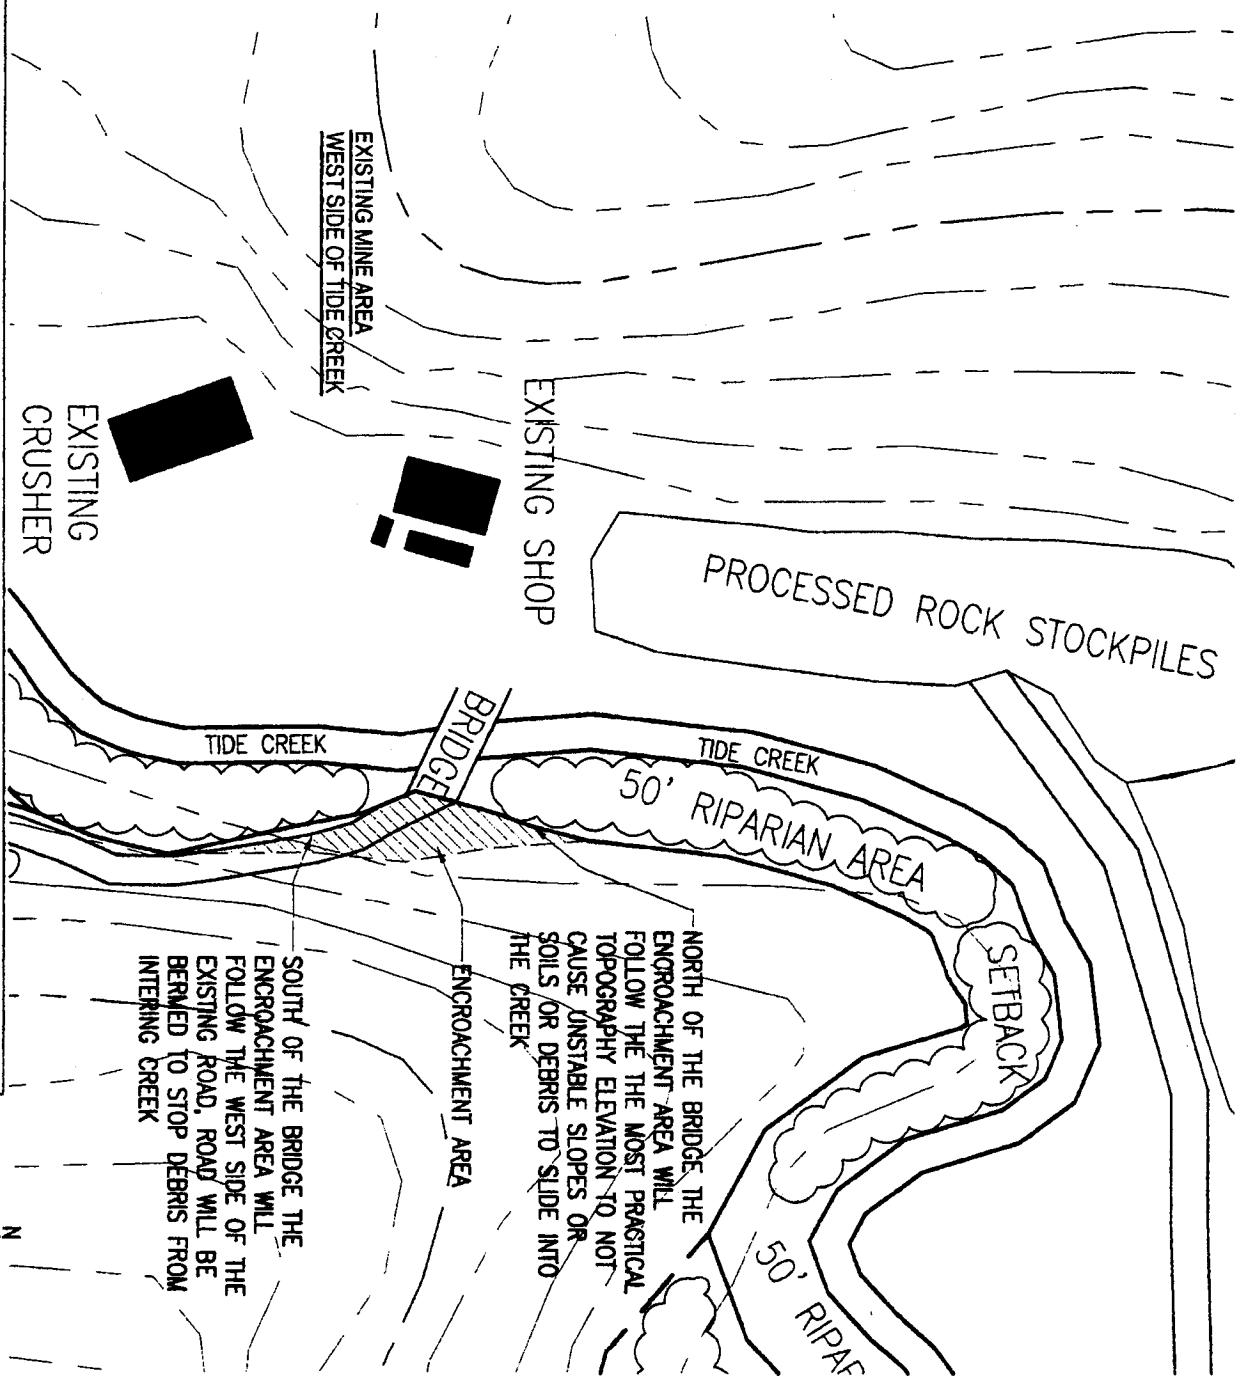 EXISTING MINE AREA
WEST SIDE OF TIDE CREEK
EXISTING
CRUSHER
EXISTING SHOP
PROCESSED ROCK STOCKPILES
BRIDGE
TIDE CREEK
TIDE CREEK
50' RIPARIAN AREA
SETBACK
50' RIPAR
NORTH OF THE BRIDGE THE
ENCROACHMENT AREA WILL
FOLLOW THE THE MOST PRACTICAL
TOPOGRAPHY ELEVATION TO NOT
CAUSE UNSTABLE SLOPES OR
SOILS OR DEBRIS TO SLIDE INTO
THE CREEK
ENCROACHMENT AREA
SOUTH OF THE BRIDGE THE
ENCROACHMENT AREA WILL
FOLLOW THE WEST SIDE OF THE
EXISTING ROAD, ROAD WILL BE
BERMED TO STOP DEBRIS FROM
INTERING CREEK
N